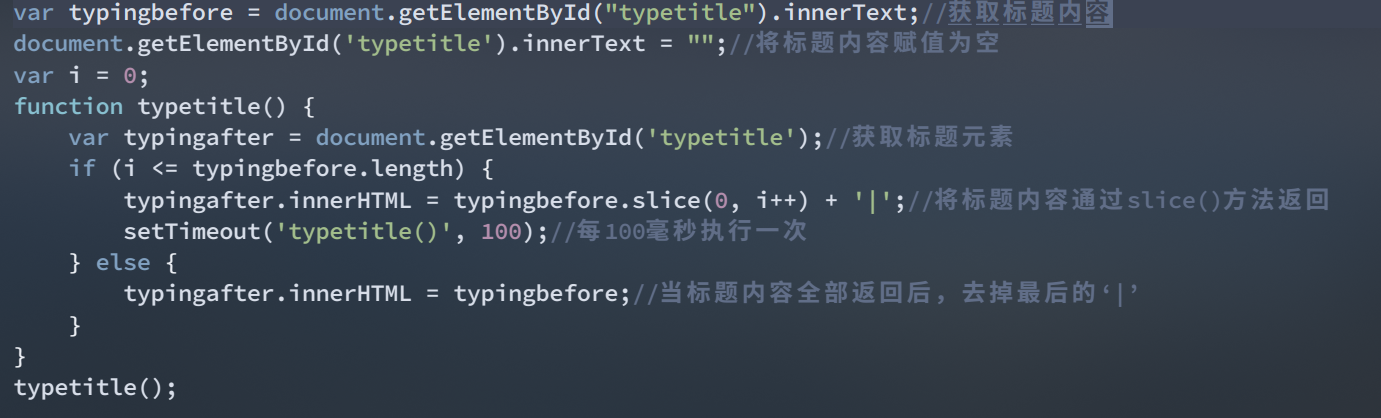 var typingbefore = document.getElementById("typetitle").innerText;//获取标题内容
document.getElementById('typetitle').innerText = "";//将标题内容赋值为空
var i = 0;
function typetitle() {
    var typingafter = document.getElementById('typetitle');//获取标题元素
    if (i <= typingbefore.length) {
        typingafter.innerHTML = typingbefore.slice(0, i++) + '|';//将标题内容通过slice()方法返回
        setTimeout('typetitle()', 100);//每100毫秒执行一次
    } else {
        typingafter.innerHTML = typingbefore;//当标题内容全部返回后，去掉最后的‘|’
    }
}
typetitle();